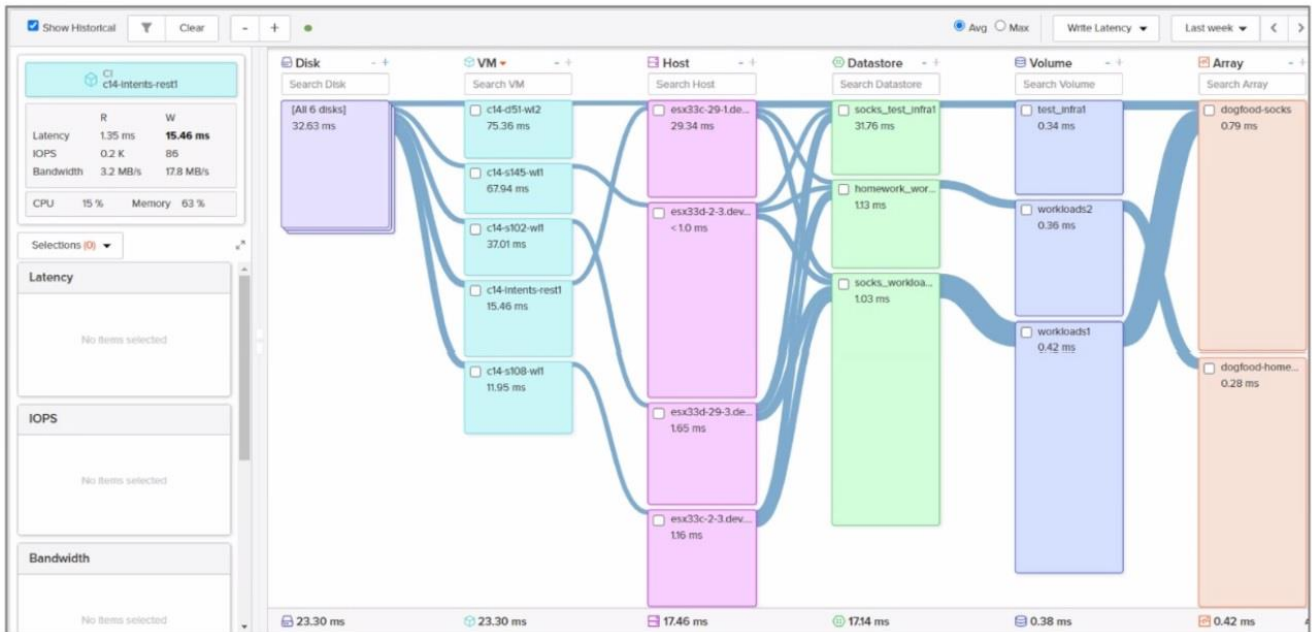 Show Historical
Clear
-
+
Avg
Max
Write Latency
Last week
CI
c14-intents-rest1
R W
Latency 1.35 ms 15.46 ms
IOPS 0.2 K 86
Bandwidth 3.2 MB/s 17.8 MB/s
CPU 15 % Memory 63 %
Selections (0)
Latency
No items selected
IOPS
No items selected
Bandwidth
No items selected
Disk - +
Search Disk
[All 6 disks]
32.63 ms
23.30 ms
VM - +
Search VM
c14-d51-wl2
75.36 ms
c14-s145-wl1
67.94 ms
c14-s102-wl1
37.01 ms
c14-intents-rest1
15.46 ms
c14-s108-wl1
11.95 ms
23.30 ms
Host - +
Search Host
esx33c-29-1.de...
29.34 ms
esx33d-2-3.dev...
< 1.0 ms
esx33d-29-3.de...
1.65 ms
esx33c-2-3.dev...
1.16 ms
17.46 ms
Datastore - +
Search Datastore
socks_test_infra1
31.76 ms
homework_wor...
1.13 ms
socks_workloa...
1.03 ms
17.14 ms
Volume - +
Search Volume
test_infra1
0.34 ms
workloads2
0.36 ms
workloads1
0.42 ms
0.38 ms
Array - +
Search Array
dogfood-socks
0.79 ms
dogfood-home...
0.28 ms
0.42 ms